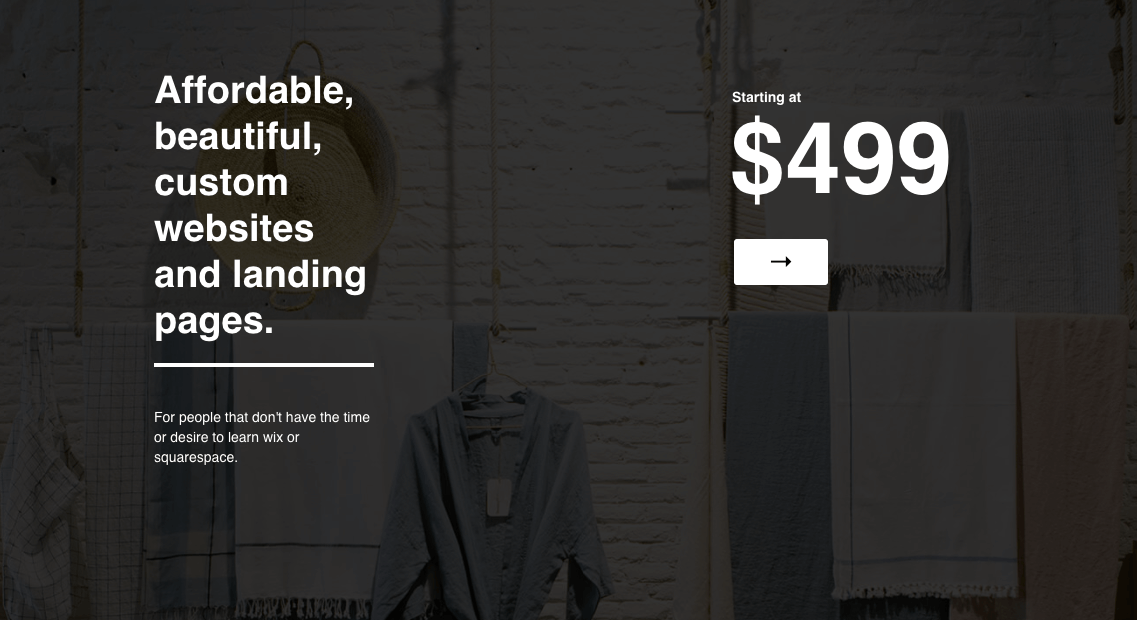 Affordable,
beautiful,
custom
websites
and landing
pages.
For people that don't have the time
or desire to learn wix or
squarespace.
Starting at
$499